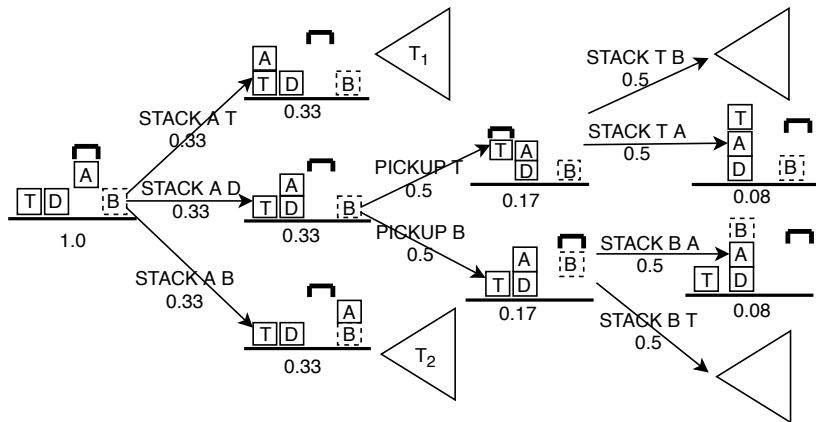 A
T D B
0.33
T₁
STACK A T
0.33
A
T D B
1.0
STACK A D
0.33
A
T D B
0.33
STACK A B
0.33
A
T D B
0.33
T₂
PICKUP T
0.5
T A
D B
0.17
PICKUP B
0.5
A B
T D
0.17
STACK T B
0.5
STACK T A
0.5
T
A
D B
0.08
STACK B A
0.5
B
A
T D
0.08
STACK B T
0.5